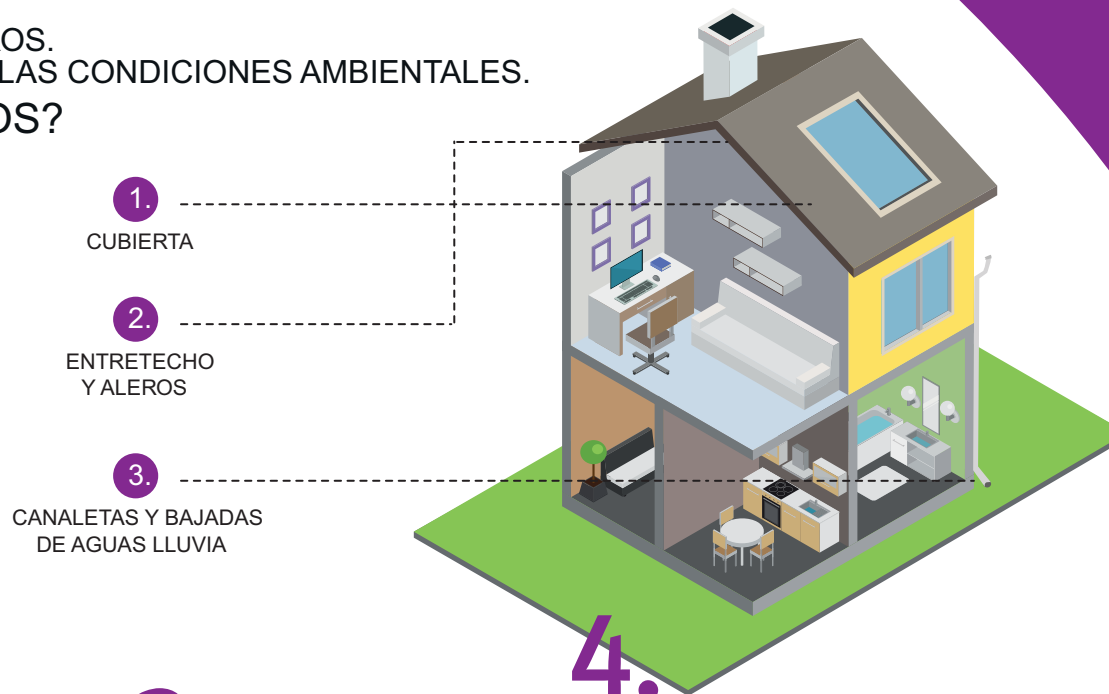 OS.
LAS CONDICIONES AMBIENTALES.
OS?
1.
CUBIERTA
2.
ENTRETECHO
Y ALEROS
3.
CANALETAS Y BAJADAS
DE AGUAS LLUVIA
4.